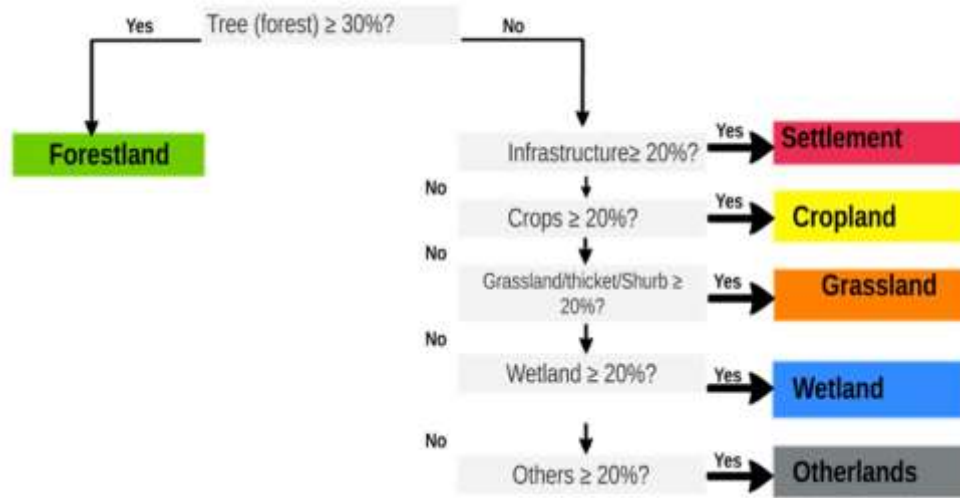 Tree (forest) ≥ 30%?
Yes
No
Forestland
Infrastructure≥ 20%?
Yes
Settlement
No
Crops ≥ 20%?
Yes
Cropland
No
Grassland/thicket/Shurb ≥
20%?
Yes
Grassland
No
Wetland ≥ 20%?
Yes
Wetland
No
Others ≥ 20%?
Yes
Otherlands